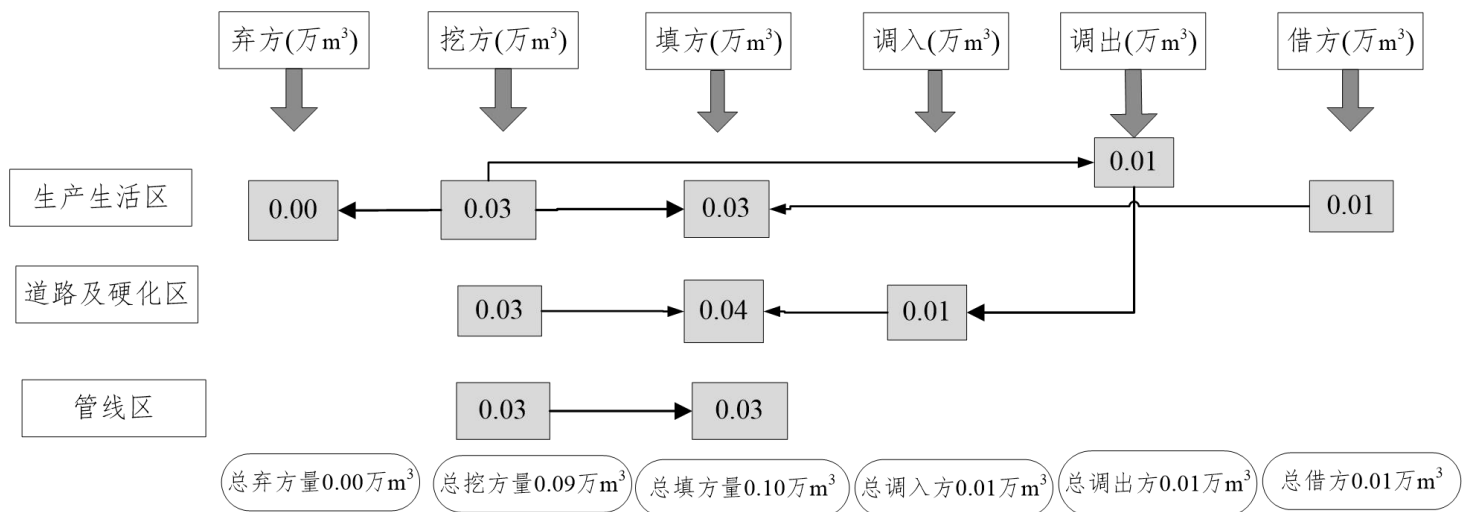 弃方(万m³) 挖方(万m³) 填方(万m³) 调入(万m³) 调出(万m³) 借方(万m³)
0.01
生产生活区 0.00 0.03 0.03 0.01
道路及硬化区 0.03 0.04 0.01
管线区 0.03 0.03
总弃方量0.00万m³ 总挖方量0.09万m³ 总填方量0.10万m³ 总调入方0.01万m³ 总调出方0.01万m³ 总借方0.01万m³